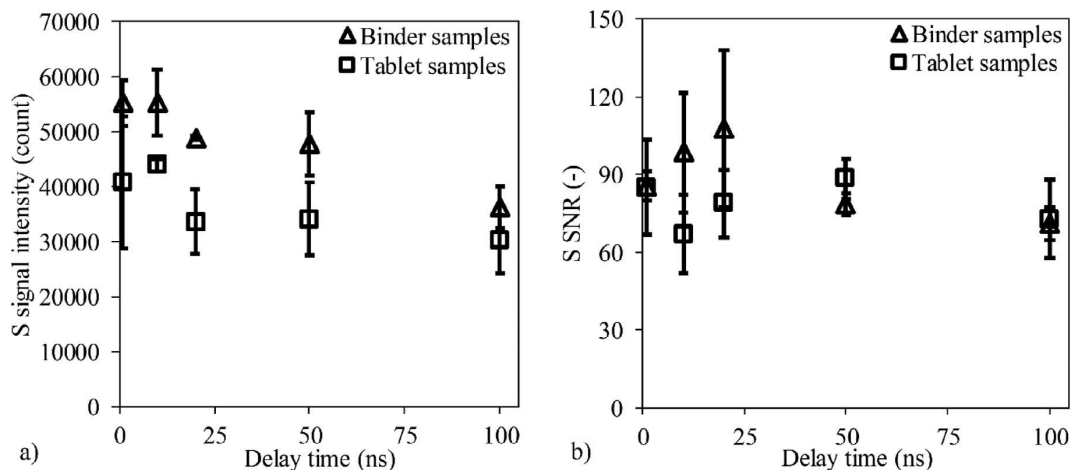 70000
60000
50000
40000
30000
20000
10000
0
S signal intensity (count)
Binder samples
Tablet samples
0 25 50 75 100
Delay time (ns)
a)
150
120
90
60
30
0
S SNR (-)
Binder samples
Tablet samples
0 25 50 75 100
Delay time (ns)
b)